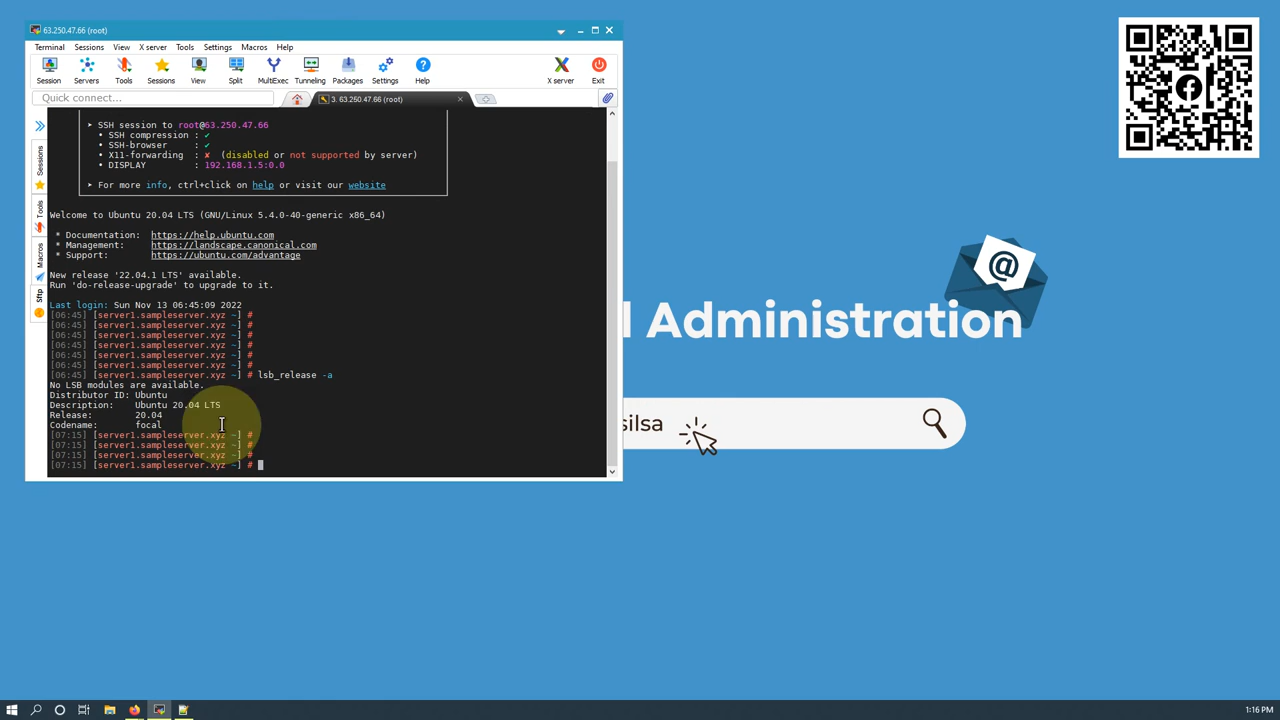 63.250.47.66 (root)
Terminal Sessions View X server Tools Settings Macros Help
Session Servers Tools Sessions View Split MultiExec Tunneling Packages Settings Help X server Exit
Quick connect...
3. 63.250.47.66 (root)
➤ SSH session to root@63.250.47.66
• SSH compression : ✔
• SSH-browser : ✔
• X11-forwarding : ✘ (disabled or not supported by server)
• DISPLAY : 192.168.1.5:0.0
➤ For more info, ctrl+click on help or visit our website
Welcome to Ubuntu 20.04 LTS (GNU/Linux 5.4.0-40-generic x86_64)
* Documentation: https://help.ubuntu.com
* Management: https://landscape.canonical.com
* Support: https://ubuntu.com/advantage
New release '22.04.1 LTS' available.
Run 'do-release-upgrade' to upgrade to it.
Last login: Sun Nov 13 06:45:09 2022
[06:45] [server1.sampleserver.xyz ~] #
[06:45] [server1.sampleserver.xyz ~] #
[06:45] [server1.sampleserver.xyz ~] #
[06:45] [server1.sampleserver.xyz ~] #
[06:45] [server1.sampleserver.xyz ~] #
[06:45] [server1.sampleserver.xyz ~] #
[06:45] [server1.sampleserver.xyz ~] # lsb_release -a
No LSB modules are available.
Distributor ID: Ubuntu
Description: Ubuntu 20.04 LTS
Release: 20.04
Codename: focal
[07:15] [server1.sampleserver.xyz ~] #
[07:15] [server1.sampleserver.xyz ~] #
[07:15] [server1.sampleserver.xyz ~] #
[07:15] [server1.sampleserver.xyz ~] #
Sessions
Tools
Macros
Sftp
Administration
@
silsa
1:16 PM